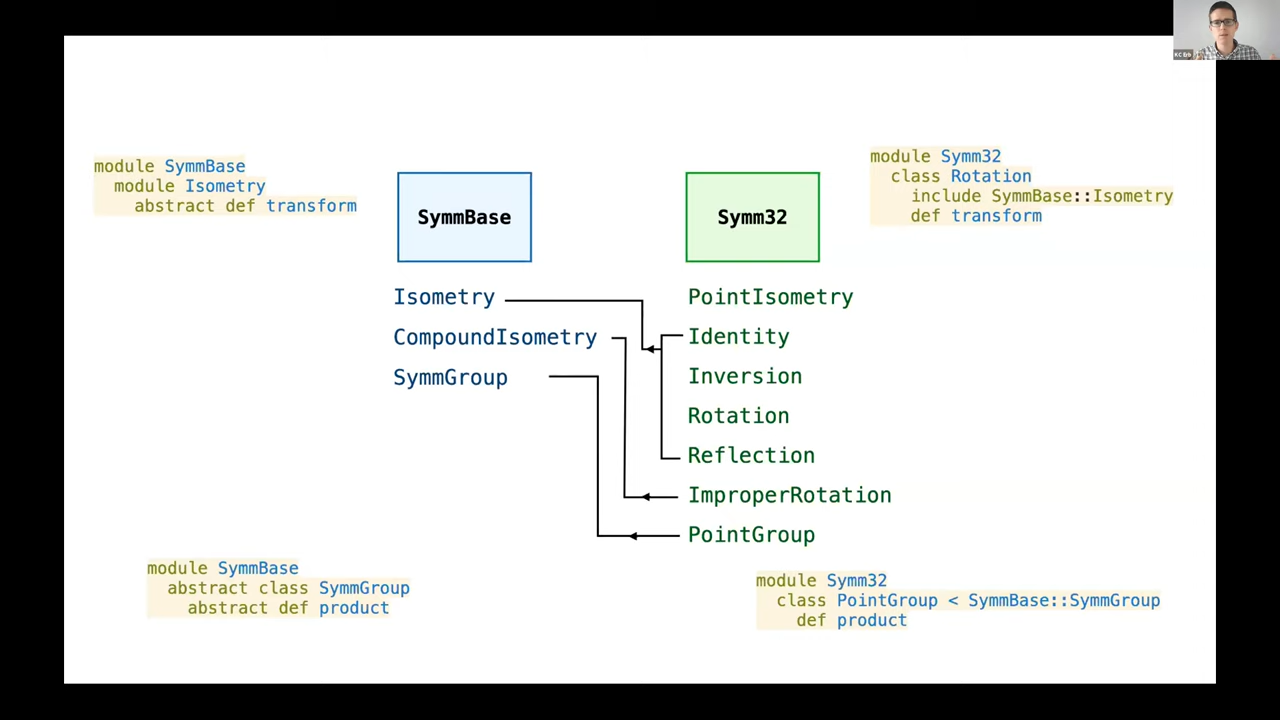 KC Erb
module SymmBase
module Isometry
abstract def transform
SymmBase
Symm32
module Symm32
class Rotation
include SymmBase::Isometry
def transform
Isometry
CompoundIsometry
SymmGroup
PointIsometry
Identity
Inversion
Rotation
Reflection
ImproperRotation
PointGroup
module SymmBase
abstract class SymmGroup
abstract def product
module Symm32
class PointGroup < SymmBase::SymmGroup
def product